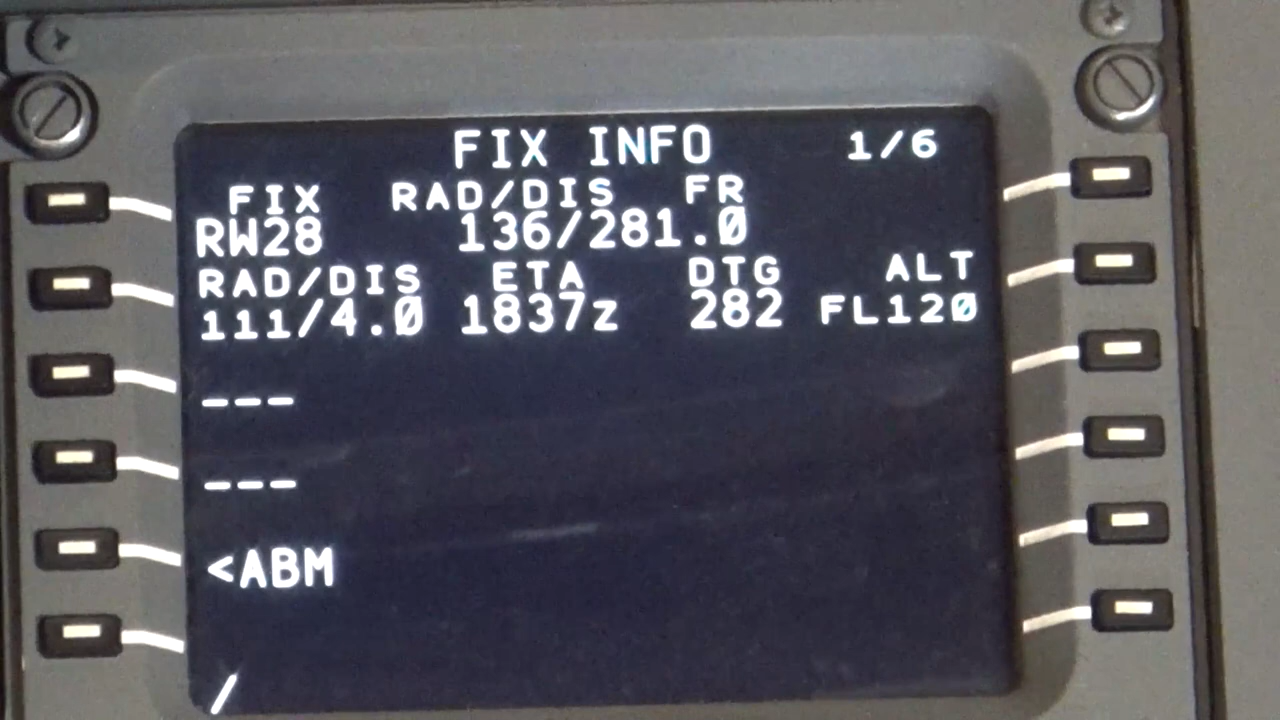 FIX INFO 1/6
FIX RAD/DIS FR
RW28 136/281.0
RAD/DIS ETA DTG ALT
111/4.0 1837z 282 FL120
---
---
<ABM
/